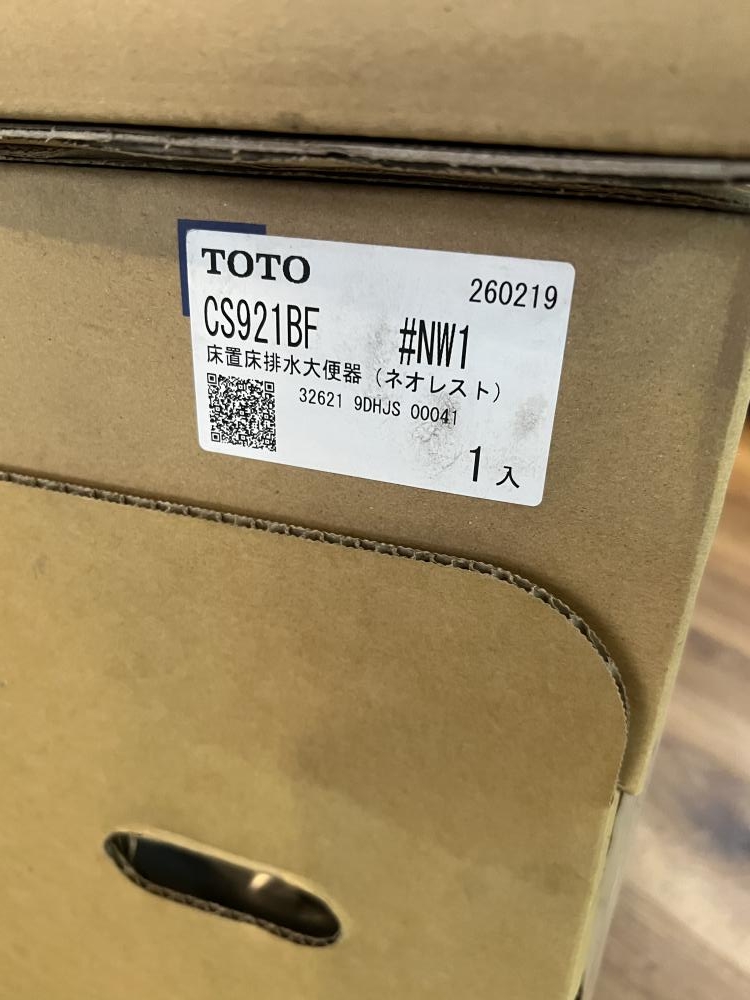 TOTO
260219
CS921BF #NW1
床置床排水大便器（ネオレスト）
32621 9DHJS 00041
1入